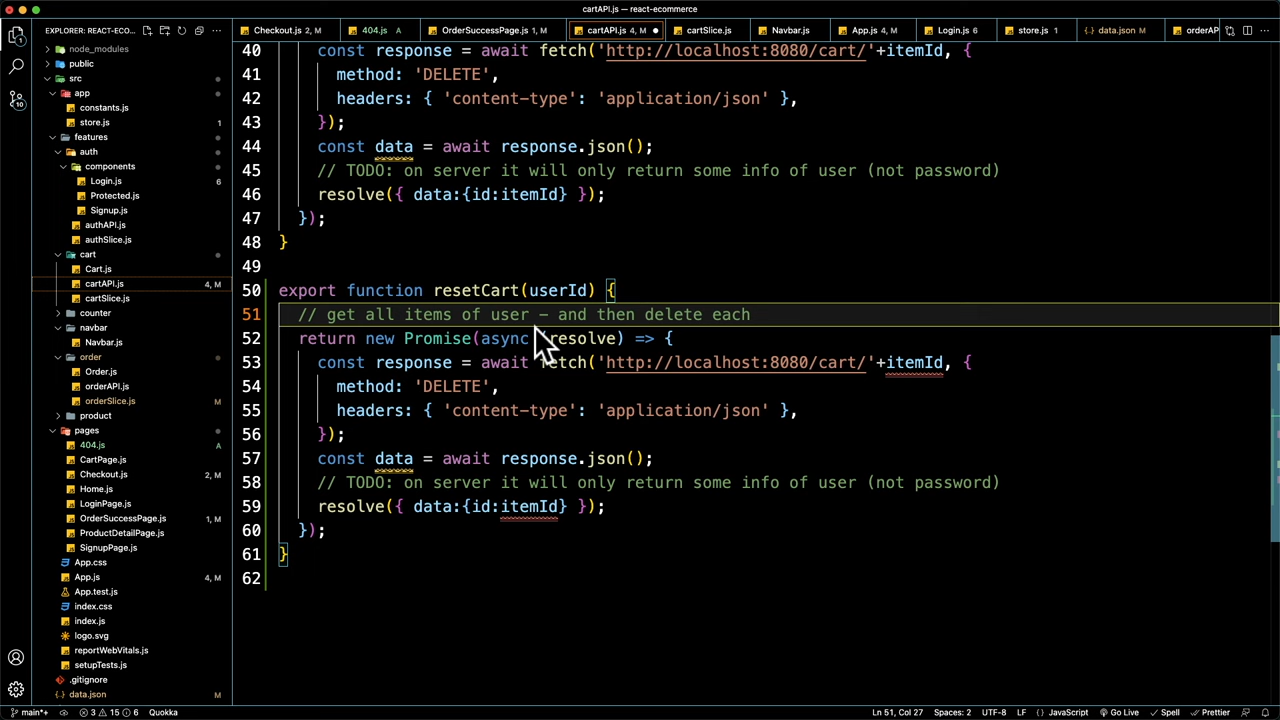 cartAPI.js — react-ecommerce
EXPLORER: REACT-ECO... ···
Checkout.js 2, M
404.js A
OrderSuccessPage.js 1, M
cartAPI.js 4, M
cartSlice.js
Navbar.js
App.js 4, M
Login.js 6
store.js 1
data.json M
orderAP
node_modules
public
src
app
constants.js
store.js 1
features
auth
components
Login.js 6
Protected.js
Signup.js
authAPI.js
authSlice.js
cart
Cart.js
cartAPI.js 4, M
cartSlice.js
counter
navbar
Navbar.js
order
Order.js
orderAPI.js
orderSlice.js M
product
pages
404.js A
CartPage.js
Checkout.js 2, M
Home.js
LoginPage.js
OrderSuccessPage.js 1, M
ProductDetailPage.js
SignupPage.js
App.css
App.js 4, M
App.test.js
index.css
index.js
logo.svg
reportWebVitals.js
setupTests.js
.gitignore
data.json M
40 const response = await fetch('http://localhost:8080/cart/'+itemId, {
41 method: 'DELETE',
42 headers: { 'content-type': 'application/json' },
43 });
44 const data = await response.json();
45 // TODO: on server it will only return some info of user (not password)
46 resolve({ data:{id:itemId} });
47 });
48 }
49
50 export function resetCart(userId) {
51 // get all items of user - and then delete each
52 return new Promise(async resolve) => {
53 const response = await fetch('http://localhost:8080/cart/'+itemId, {
54 method: 'DELETE',
55 headers: { 'content-type': 'application/json' },
56 });
57 const data = await response.json();
58 // TODO: on server it will only return some info of user (not password)
59 resolve({ data:{id:itemId} });
60 });
61 }
62
10
main*+ 3 15 6 Quokka Ln 51, Col 27 Spaces: 2 UTF-8 LF {} JavaScript Go Live Spell Prettier